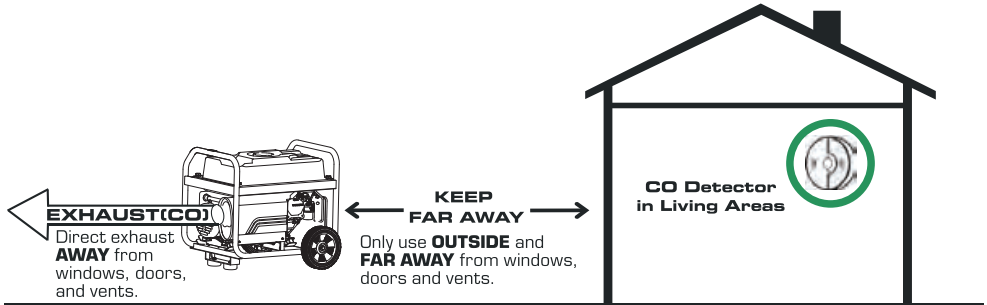 EXHAUST(CO)
Direct exhaust
AWAY from
windows, doors,
and vents.
KEEP
FAR AWAY
Only use OUTSIDE and
FAR AWAY from windows,
doors and vents.
CO Detector
in Living Areas